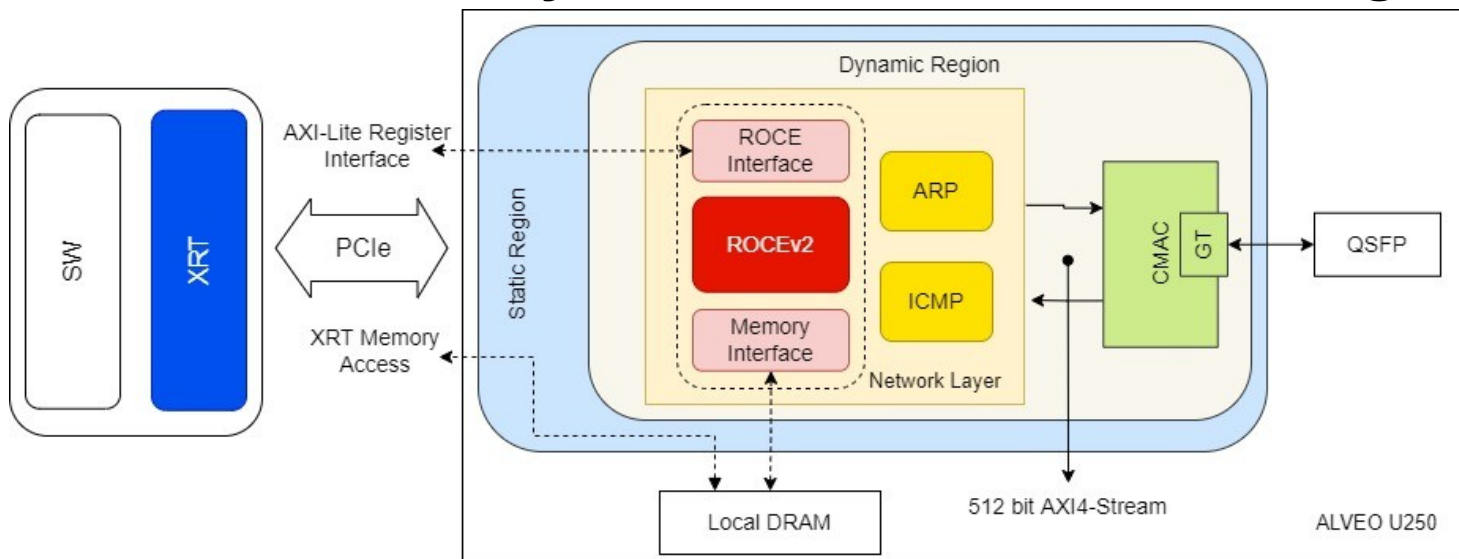 Dynamic Region
SW
XRT
AXI-Lite Register
Interface
PCIe
XRT Memory
Access
Static Region
ROCE
Interface
ROCEv2
Memory
Interface
ARP
ICMP
Network Layer
CMAC
GT
QSFP
Local DRAM
512 bit AXI4-Stream
ALVEO U250